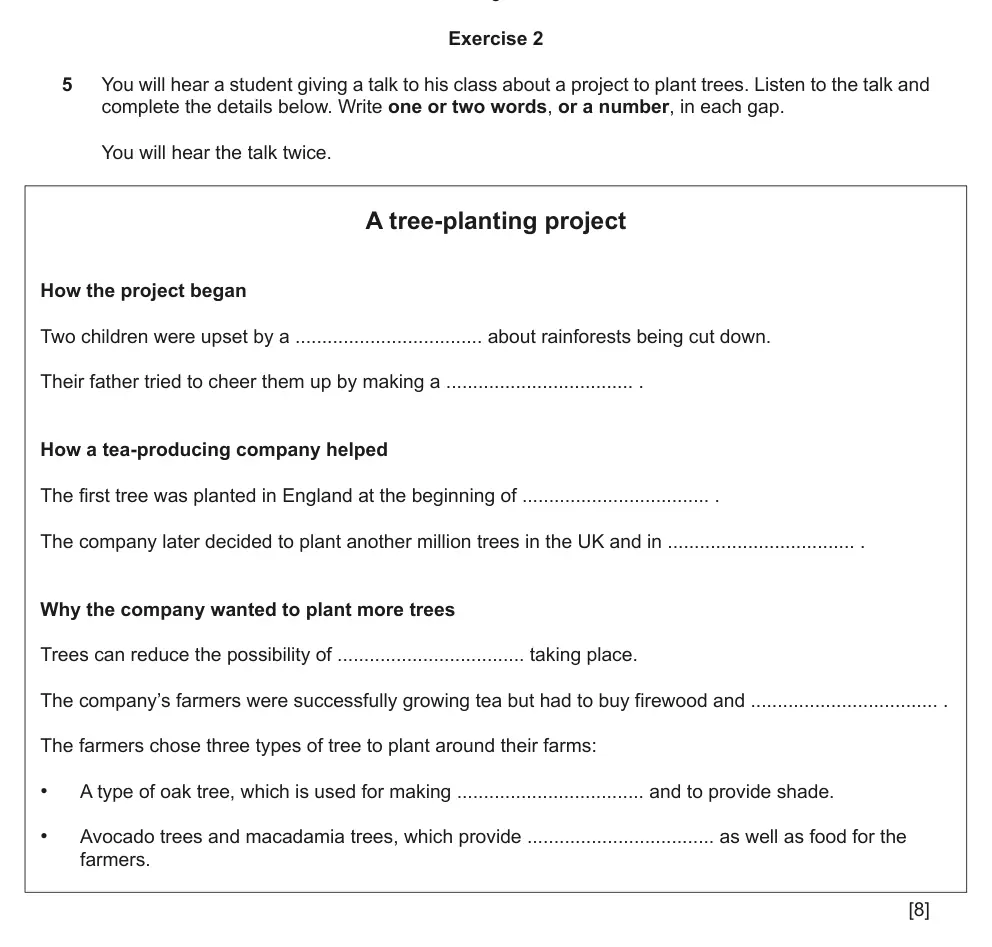 Exercise 2
5 You will hear a student giving a talk to his class about a project to plant trees. Listen to the talk and
complete the details below. Write one or two words, or a number, in each gap.
You will hear the talk twice.
A tree-planting project
How the project began
Two children were upset by a ................................... about rainforests being cut down.
Their father tried to cheer them up by making a ................................... .
How a tea-producing company helped
The first tree was planted in England at the beginning of ................................... .
The company later decided to plant another million trees in the UK and in ................................... .
Why the company wanted to plant more trees
Trees can reduce the possibility of ................................... taking place.
The company’s farmers were successfully growing tea but had to buy firewood and ................................... .
The farmers chose three types of tree to plant around their farms:
• A type of oak tree, which is used for making ................................... and to provide shade.
• Avocado trees and macadamia trees, which provide ................................... as well as food for the
farmers.
[8]